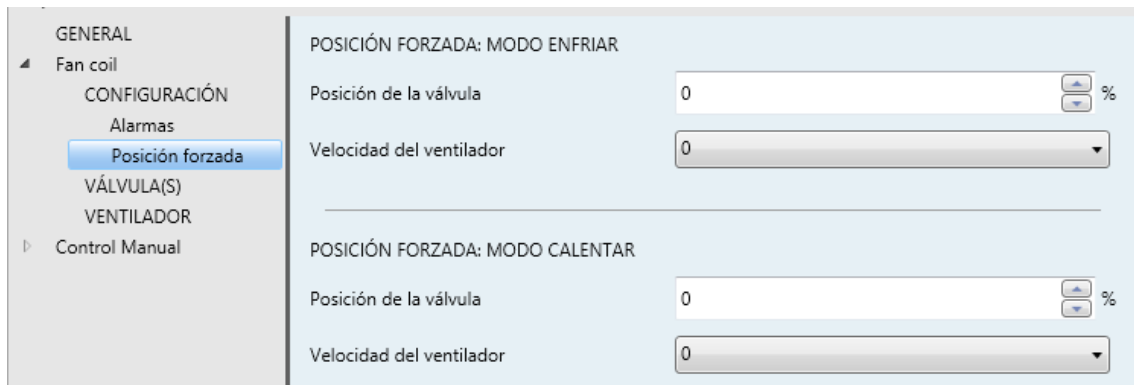 GENERAL
Fan coil
CONFIGURACIÓN
Alarmas
Posición forzada
VÁLVULA(S)
VENTILADOR
Control Manual
POSICIÓN FORZADA: MODO ENFRIAR
Posición de la válvula 0 %
Velocidad del ventilador 0
POSICIÓN FORZADA: MODO CALENTAR
Posición de la válvula 0 %
Velocidad del ventilador 0